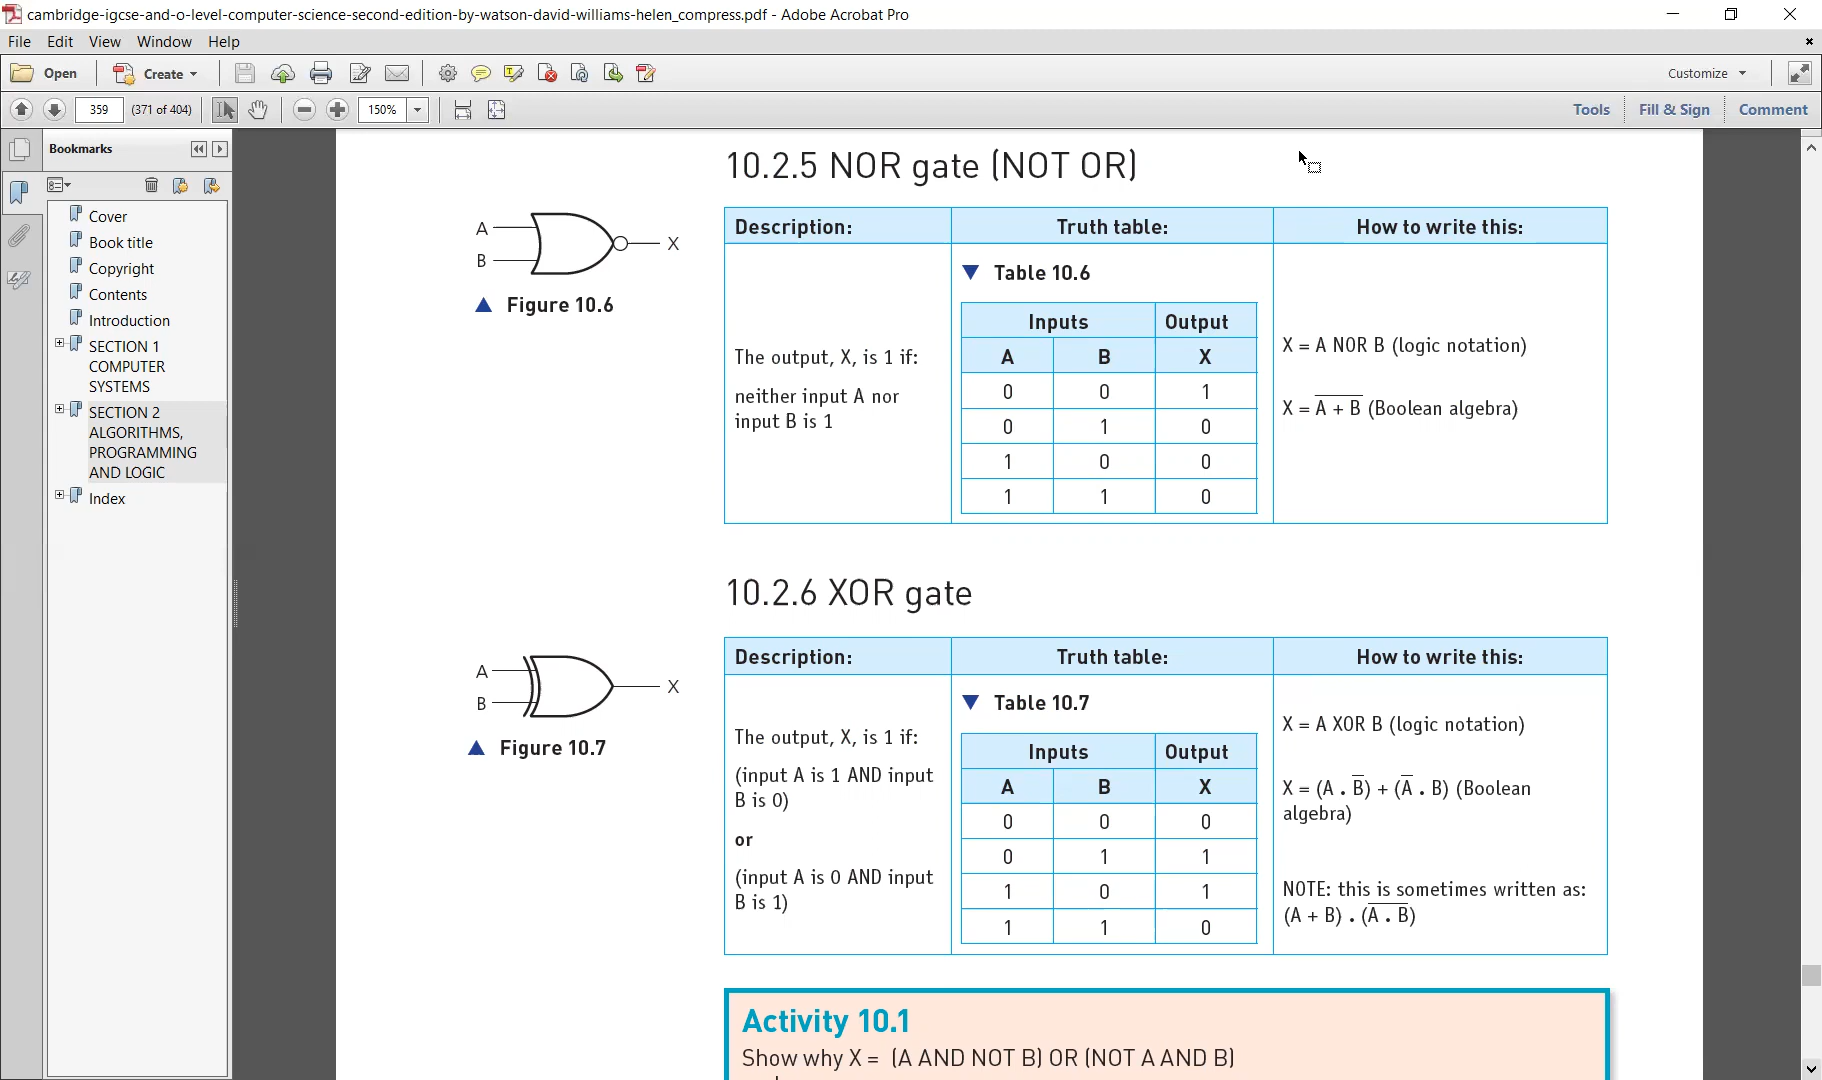 cambridge-igcse-and-o-level-computer-science-second-edition-by-watson-david-williams-helen_compress.pdf - Adobe Acrobat Pro
File Edit View Window Help
Open Create Customize
359 (371 of 404) 150% Tools Fill & Sign Comment
Bookmarks
Cover
Book title
Copyright
Contents
Introduction
SECTION 1
COMPUTER
SYSTEMS
SECTION 2
ALGORITHMS,
PROGRAMMING
AND LOGIC
Index
10.2.5 NOR gate (NOT OR)
A
B
X
▲ Figure 10.6
Description: Truth table: How to write this:
The output, X, is 1 if:
neither input A nor
input B is 1
▼ Table 10.6
Inputs Output
A B X
0 0 1
0 1 0
1 0 0
1 1 0
X = A NOR B (logic notation)
X = A̅ ̅+̅ ̅B̅ (Boolean algebra)
10.2.6 XOR gate
A
B
X
▲ Figure 10.7
Description: Truth table: How to write this:
The output, X, is 1 if:
(input A is 1 AND input
B is 0)
or
(input A is 0 AND input
B is 1)
▼ Table 10.7
Inputs Output
A B X
0 0 0
0 1 1
1 0 1
1 1 0
X = A XOR B (logic notation)
X = (A . B̅) + (A̅ . B) (Boolean
algebra)
NOTE: this is sometimes written as:
(A + B) . (A̅ ̅.̅ ̅B̅)
Activity 10.1
Show why X = (A AND NOT B) OR (NOT A AND B)